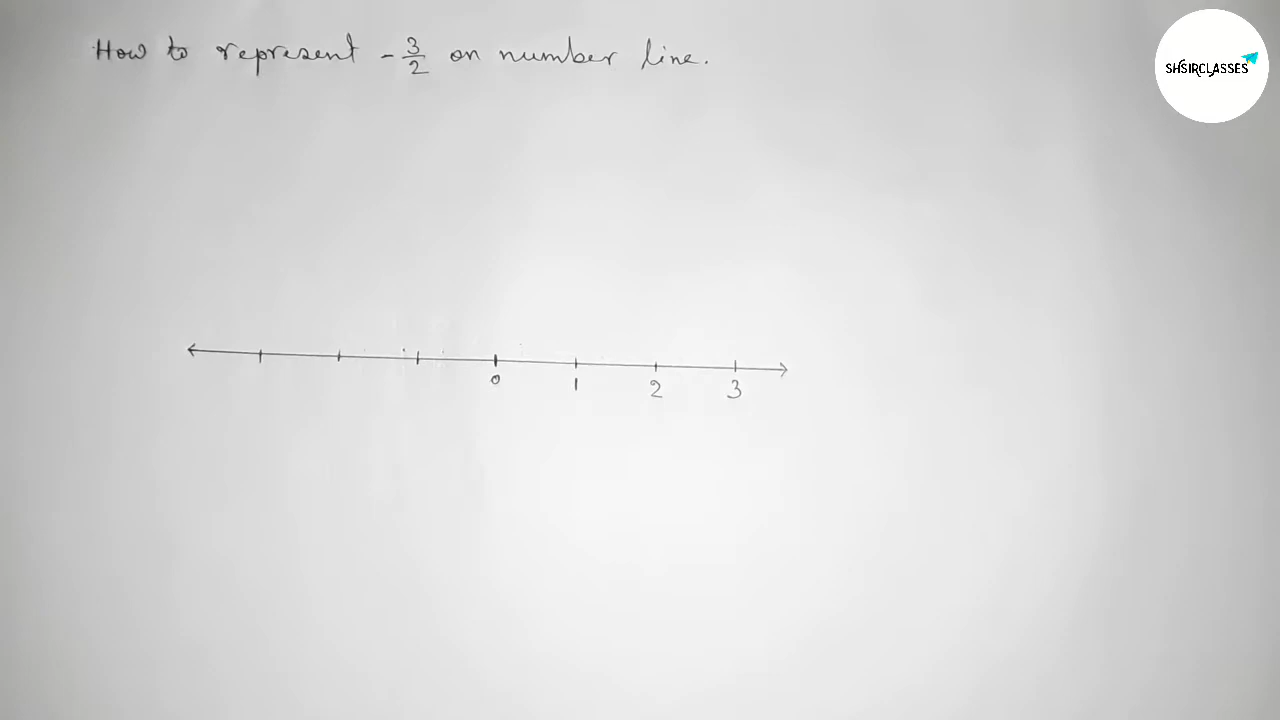 How to represent - 3/2 on number line.
SHSIRCLASSES
0 1 2 3